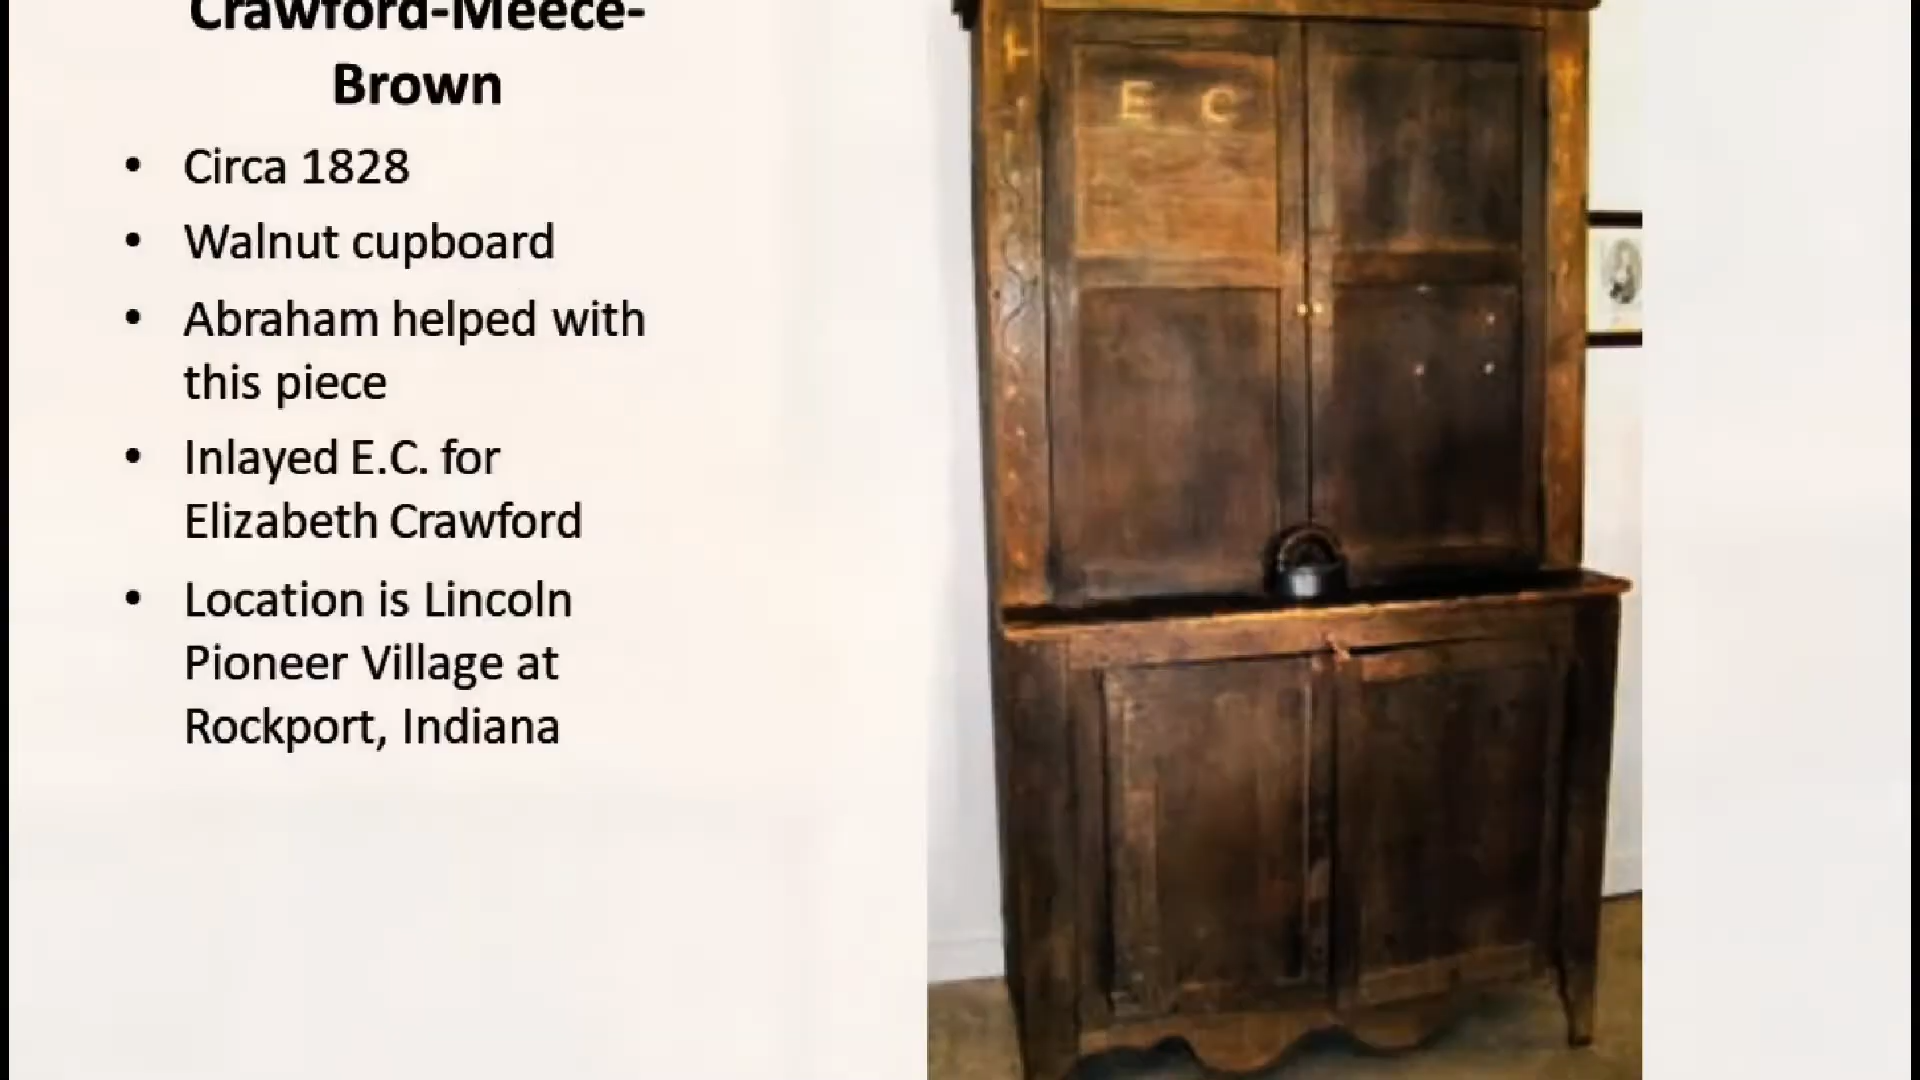 Crawford-Meece-
Brown
• Circa 1828
• Walnut cupboard
• Abraham helped with
this piece
• Inlayed E.C. for
Elizabeth Crawford
• Location is Lincoln
Pioneer Village at
Rockport, Indiana
E C